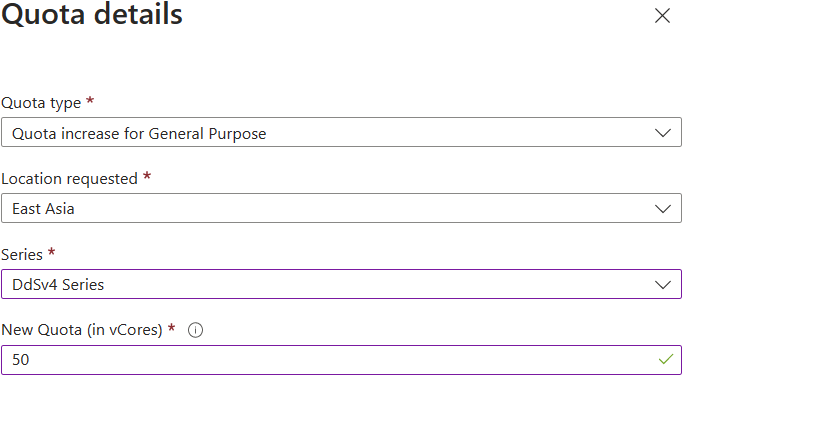 Quota details
Quota type *
Quota increase for General Purpose
Location requested *
East Asia
Series *
DdSv4 Series
New Quota (in vCores) *
50